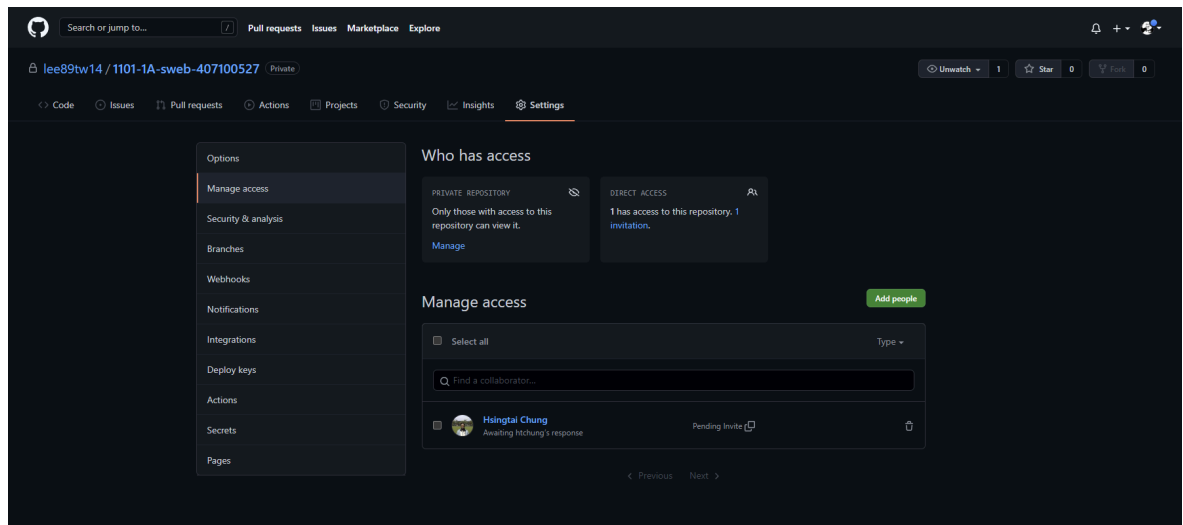 Search or jump to... / Pull requests Issues Marketplace Explore
lee89tw14 / 1101-1A-sweb-407100527 Private
Unwatch 1 Star 0 Fork 0
Code Issues Pull requests Actions Projects Security Insights Settings
Options
Manage access
Security & analysis
Branches
Webhooks
Notifications
Integrations
Deploy keys
Actions
Secrets
Pages
Who has access
PRIVATE REPOSITORY
Only those with access to this
repository can view it.
Manage
DIRECT ACCESS
1 has access to this repository. 1
invitation.
Manage access
Add people
Select all Type
Find a collaborator...
Hsingtai Chung
Awaiting htchung's response
Pending Invite
Previous Next